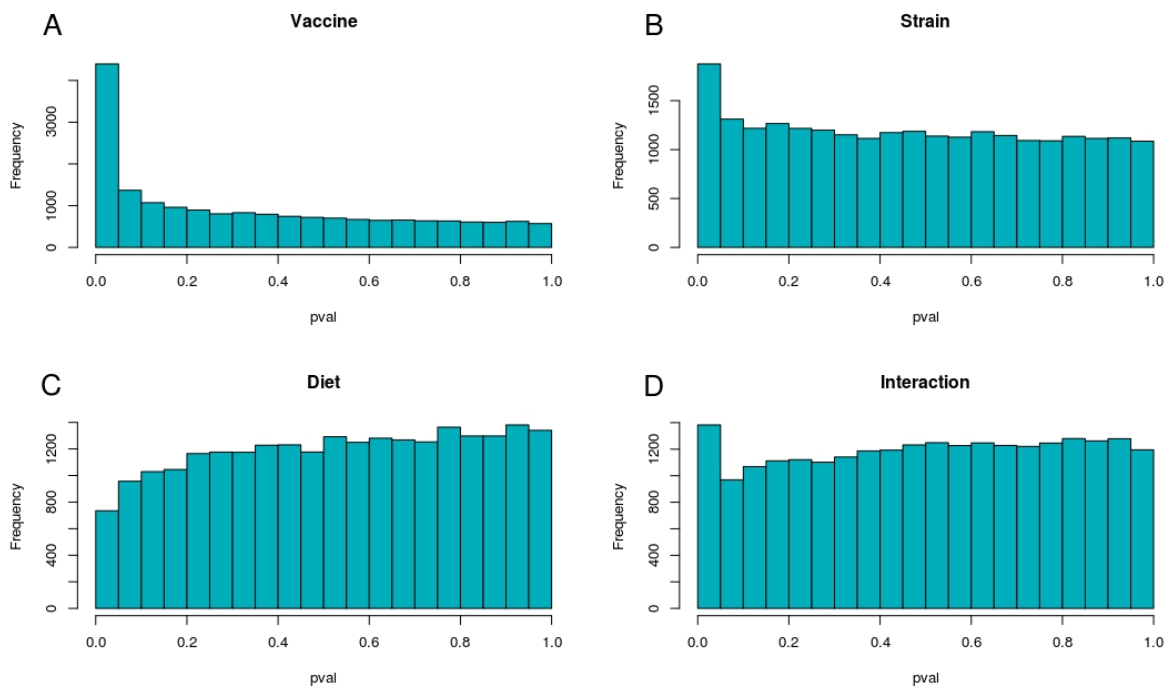 A
Vaccine
Frequency
0 1000 3000
0.0 0.2 0.4 0.6 0.8 1.0
pval
B
Strain
Frequency
0 500 1000 1500
0.0 0.2 0.4 0.6 0.8 1.0
pval
C
Diet
Frequency
0 400 800 1200
0.0 0.2 0.4 0.6 0.8 1.0
pval
D
Interaction
Frequency
0 400 800 1200
0.0 0.2 0.4 0.6 0.8 1.0
pval